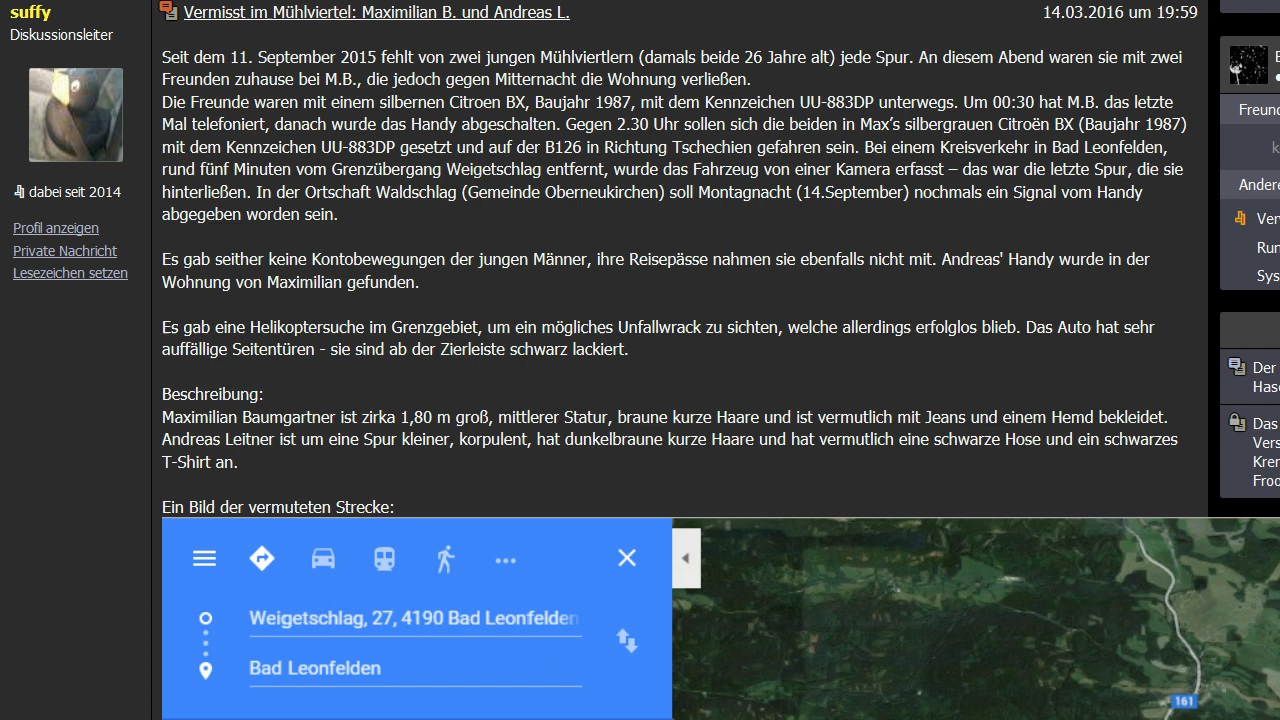 suffy
Diskussionsleiter
dabei seit 2014
Profil anzeigen
Private Nachricht
Lesezeichen setzen
Vermisst im Mühlviertel: Maximilian B. und Andreas L.
14.03.2016 um 19:59
Seit dem 11. September 2015 fehlt von zwei jungen Mühlviertlern (damals beide 26 Jahre alt) jede Spur. An diesem Abend waren sie mit zwei
Freunden zuhause bei M.B., die jedoch gegen Mitternacht die Wohnung verließen.
Die Freunde waren mit einem silbernen Citroen BX, Baujahr 1987, mit dem Kennzeichen UU-883DP unterwegs. Um 00:30 hat M.B. das letzte
Mal telefoniert, danach wurde das Handy abgeschalten. Gegen 2.30 Uhr sollen sich die beiden in Max’s silbergrauen Citroën BX (Baujahr 1987)
mit dem Kennzeichen UU-883DP gesetzt und auf der B126 in Richtung Tschechien gefahren sein. Bei einem Kreisverkehr in Bad Leonfelden,
rund fünf Minuten vom Grenzübergang Weigetschlag entfernt, wurde das Fahrzeug von einer Kamera erfasst – das war die letzte Spur, die sie
hinterließen. In der Ortschaft Waldschlag (Gemeinde Oberneukirchen) soll Montagnacht (14.September) nochmals ein Signal vom Handy
abgegeben worden sein.
Es gab seither keine Kontobewegungen der jungen Männer, ihre Reisepässe nahmen sie ebenfalls nicht mit. Andreas' Handy wurde in der
Wohnung von Maximilian gefunden.
Es gab eine Helikoptersuche im Grenzgebiet, um ein mögliches Unfallwrack zu sichten, welche allerdings erfolglos blieb. Das Auto hat sehr
auffällige Seitentüren - sie sind ab der Zierleiste schwarz lackiert.
Beschreibung:
Maximilian Baumgartner ist zirka 1,80 m groß, mittlerer Statur, braune kurze Haare und ist vermutlich mit Jeans und einem Hemd bekleidet.
Andreas Leitner ist um eine Spur kleiner, korpulent, hat dunkelbraune kurze Haare und hat vermutlich eine schwarze Hose und ein schwarzes
T-Shirt an.
Ein Bild der vermuteten Strecke:
Weigetschlag, 27, 4190 Bad Leonfelden
Bad Leonfelden
161
Freund
k
Andere
Ver
Run
Sys
Der
Hase
Das
Vers
Krer
Froc